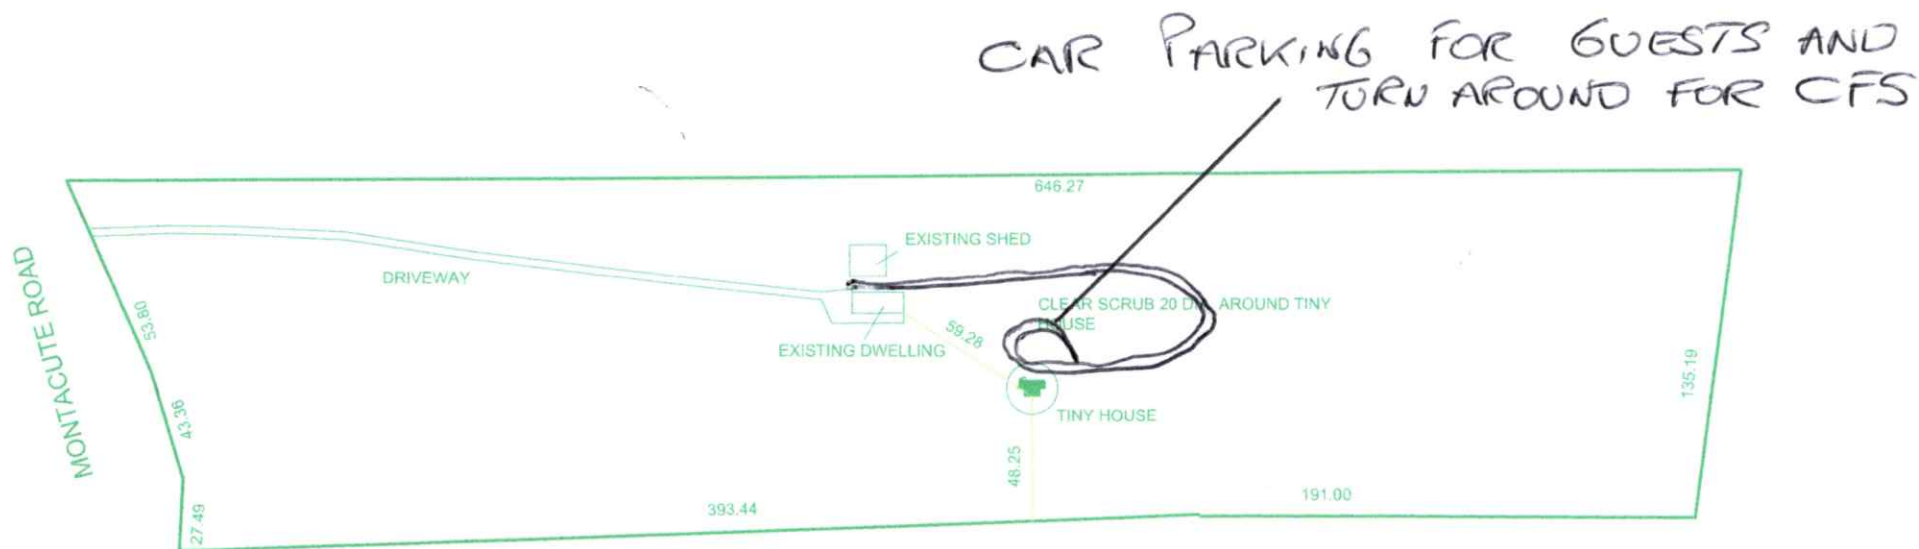 CAR PARKING FOR GUESTS AND
TURN AROUND FOR CFS
646.27
EXISTING SHED
DRIVEWAY
MONTACUTE ROAD
53.80
CLEAR SCRUB 20 AROUND TINY
HOUSE
59.28
EXISTING DWELLING
135.19
43.36
TINY HOUSE
48.25
191.00
393.44
27.49